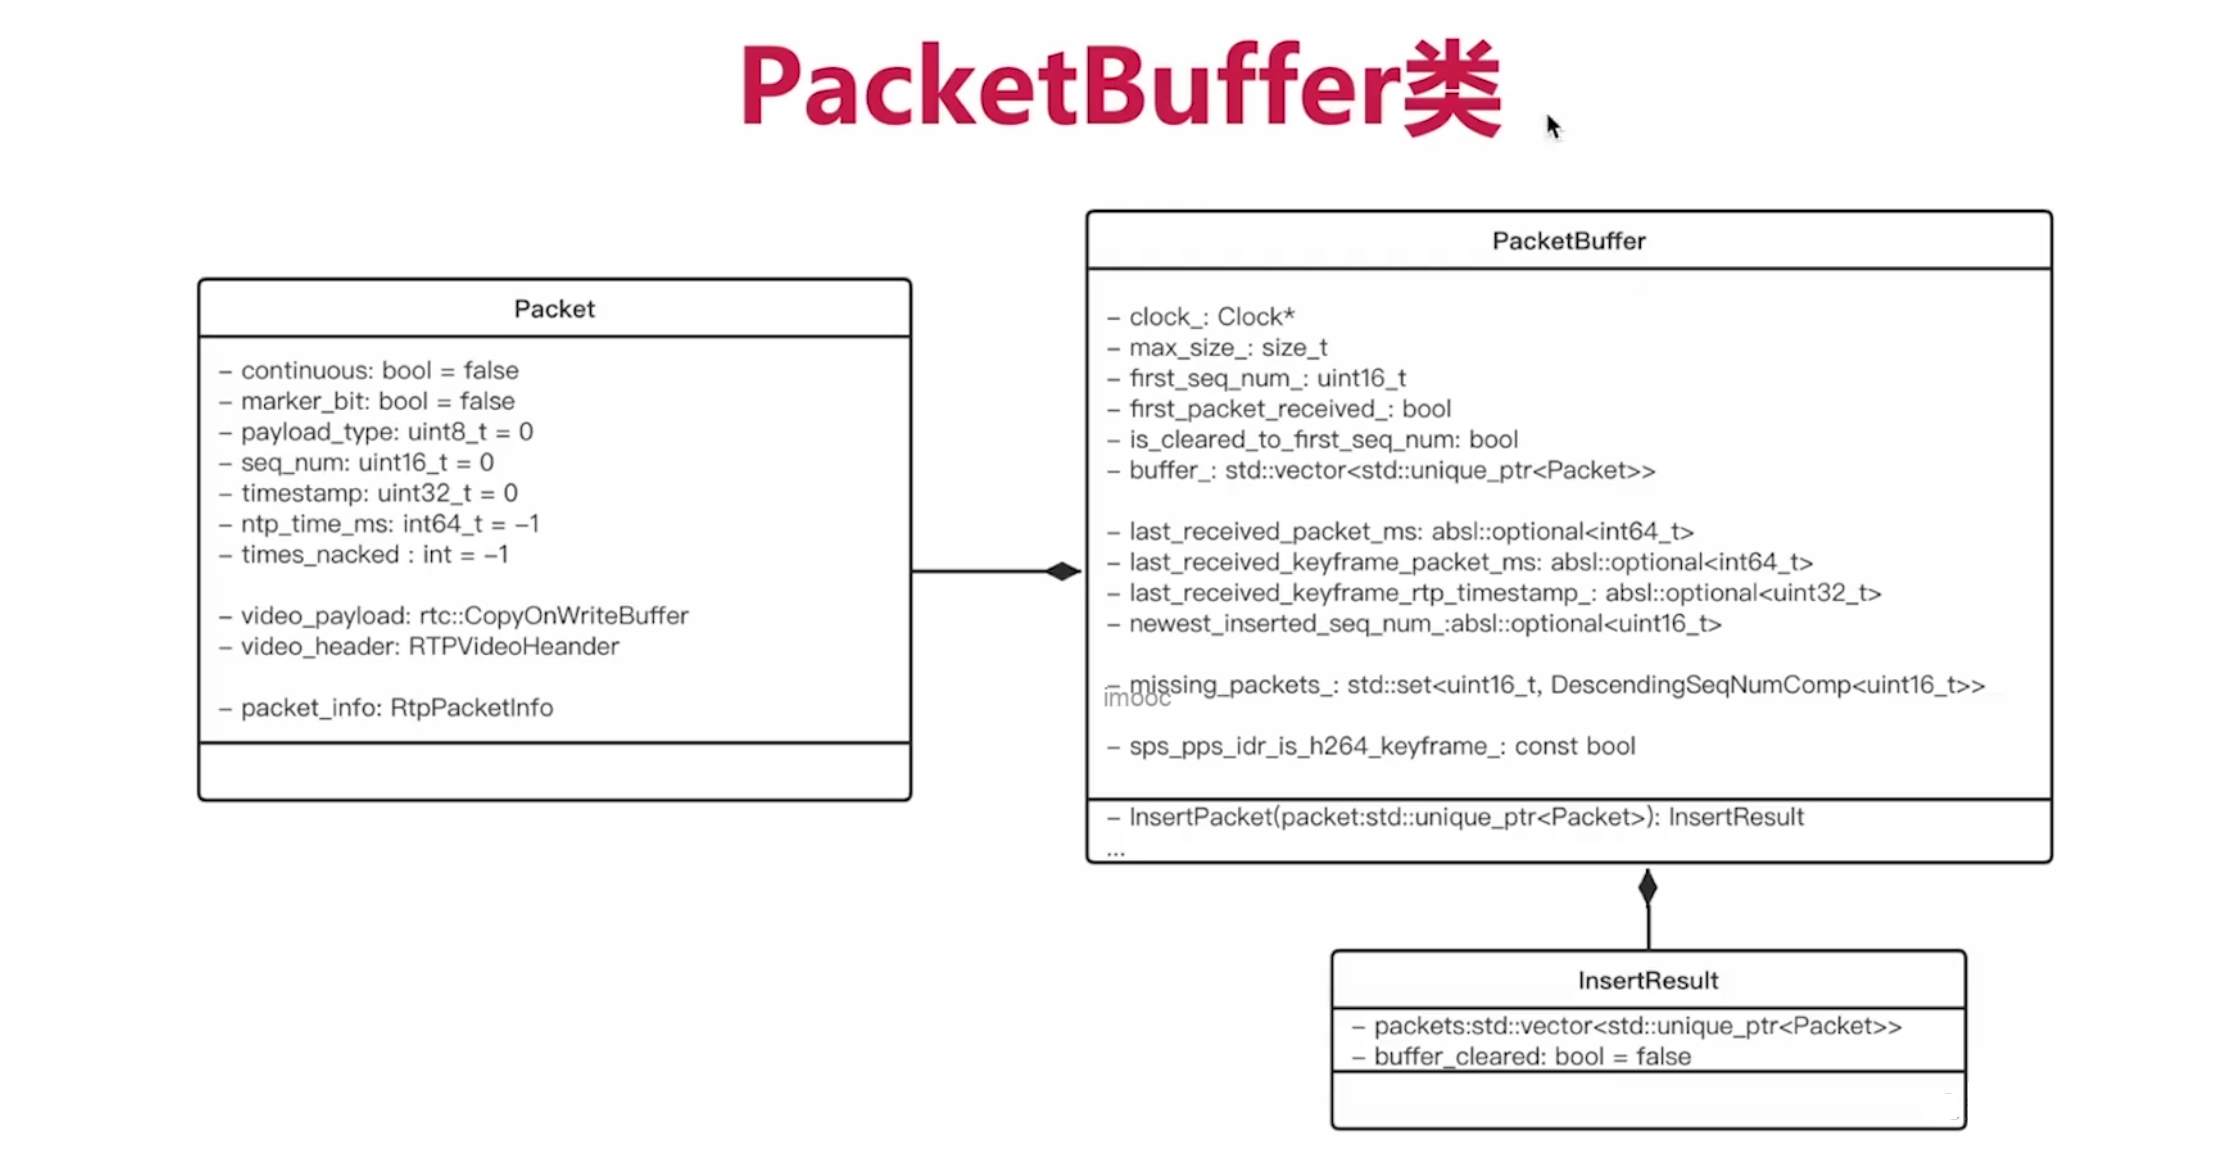 PacketBuffer类
Packet
– continuous: bool = false
– marker_bit: bool = false
– payload_type: uint8_t = 0
– seq_num: uint16_t = 0
– timestamp: uint32_t = 0
– ntp_time_ms: int64_t = –1
– times_nacked : int = –1
– video_payload: rtc::CopyOnWriteBuffer
– video_header: RTPVideoHeander
– packet_info: RtpPacketInfo
PacketBuffer
– clock_: Clock*
– max_size_: size_t
– first_seq_num_: uint16_t
– first_packet_received_: bool
– is_cleared_to_first_seq_num: bool
– buffer_: std::vector<std::unique_ptr<Packet>>
– last_received_packet_ms: absl::optional<int64_t>
– last_received_keyframe_packet_ms: absl::optional<int64_t>
– last_received_keyframe_rtp_timestamp_: absl::optional<uint32_t>
– newest_inserted_seq_num_:absl::optional<uint16_t>
– missing_packets_: std::set<uint16_t, DescendingSeqNumComp<uint16_t>>
imooc
– sps_pps_idr_is_h264_keyframe_: const bool
– InsertPacket(packet:std::unique_ptr<Packet>): InsertResult
...
InsertResult
– packets:std::vector<std::unique_ptr<Packet>>
– buffer_cleared: bool = false